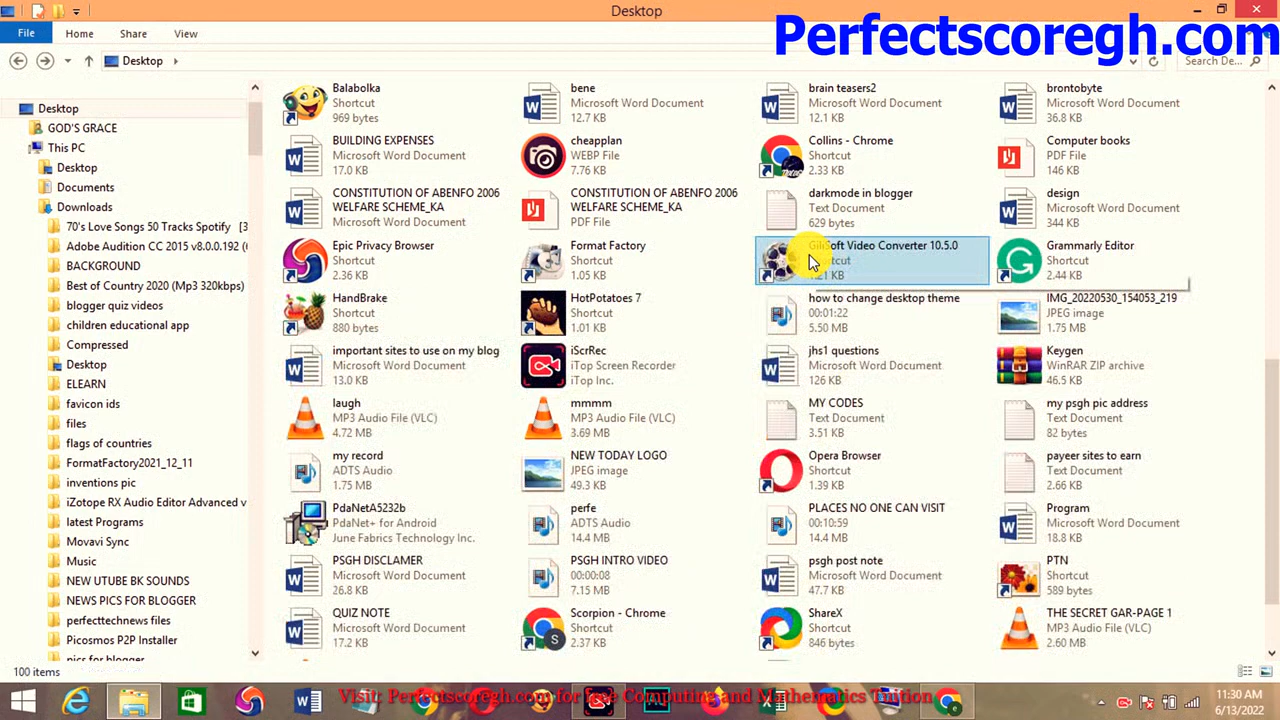 Desktop
Perfectscoregh.com
File Home Share View
Desktop
Search De...
Desktop
GOD'S GRACE
This PC
Desktop
Documents
Downloads
70's Love Songs 50 Tracks Spotify [3
Adobe Audition CC 2015 v8.0.0.192 (
BACKGROUND
Best of Country 2020 (Mp3 320kbps)
blogger quiz videos
children educational app
Compressed
Desktop
ELEARN
favicon ids
files
flags of countries
FormatFactory2021_12_11
inventions pic
iZotope RX Audio Editor Advanced v
latest Programs
Movavi Sync
Music
NEW UTUBE BK SOUNDS
NEWS PICS FOR BLOGGER
perfecttechnews files
Picosmos P2P Installer
pics for blogger
Balabolka
Shortcut
969 bytes
bene
Microsoft Word Document
12.7 KB
brain teasers2
Microsoft Word Document
12.1 KB
brontobyte
Microsoft Word Document
36.8 KB
BUILDING EXPENSES
Microsoft Word Document
17.0 KB
cheapplan
WEBP File
7.76 KB
Collins - Chrome
Shortcut
2.33 KB
Computer books
PDF File
146 KB
CONSTITUTION OF ABENFO 2006
WELFARE SCHEME_KA
Microsoft Word Document
CONSTITUTION OF ABENFO 2006
WELFARE SCHEME_KA
PDF File
darkmode in blogger
Text Document
629 bytes
design
Microsoft Word Document
344 KB
Epic Privacy Browser
Shortcut
2.36 KB
Format Factory
Shortcut
1.05 KB
GiliSoft Video Converter 10.5.0
KB
Grammarly Editor
Shortcut
2.44 KB
HandBrake
Shortcut
880 bytes
HotPotatoes 7
Shortcut
1.01 KB
how to change desktop theme
00:01:22
5.50 MB
IMG_20220530_154053_219
JPEG image
1.75 MB
important sites to use on my blog
Microsoft Word Document
13.0 KB
iScrRec
iTop Screen Recorder
iTop Inc.
jhs1 questions
Microsoft Word Document
126 KB
Keygen
WinRAR ZIP archive
46.5 KB
laugh
MP3 Audio File (VLC)
4.72 MB
mmmm
MP3 Audio File (VLC)
3.69 MB
MY CODES
Text Document
3.51 KB
my psgh pic address
Text Document
82 bytes
my record
ADTS Audio
1.75 MB
NEW TODAY LOGO
JPEG image
49.3 KB
Opera Browser
Shortcut
1.39 KB
payeer sites to earn
Text Document
2.66 KB
PdaNetA5232b
PdaNet+ for Android
June Fabrics Technology Inc.
perfe
ADTS Audio
14.4 MB
PLACES NO ONE CAN VISIT
00:10:59
14.4 MB
Program
Microsoft Word Document
18.8 KB
PSGH DISCLAMER
Microsoft Word Document
26.8 KB
PSGH INTRO VIDEO
00:00:08
7.15 MB
psgh post note
Microsoft Word Document
47.7 KB
PTN
Shortcut
589 bytes
QUIZ NOTE
Microsoft Word Document
17.2 KB
Scorpion - Chrome
Shortcut
2.37 KB
ShareX
Shortcut
846 bytes
THE SECRET GAR-PAGE 1
MP3 Audio File (VLC)
2.60 MB
100 items
Visit: Perfectscoregh.com for free Computing and Mathematics Tuition
11:30 AM
6/13/2022